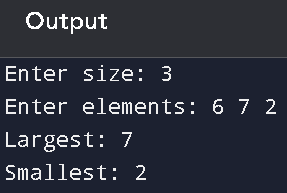 Output
Enter size: 3
Enter elements: 6 7 2
Largest: 7
Smallest: 2